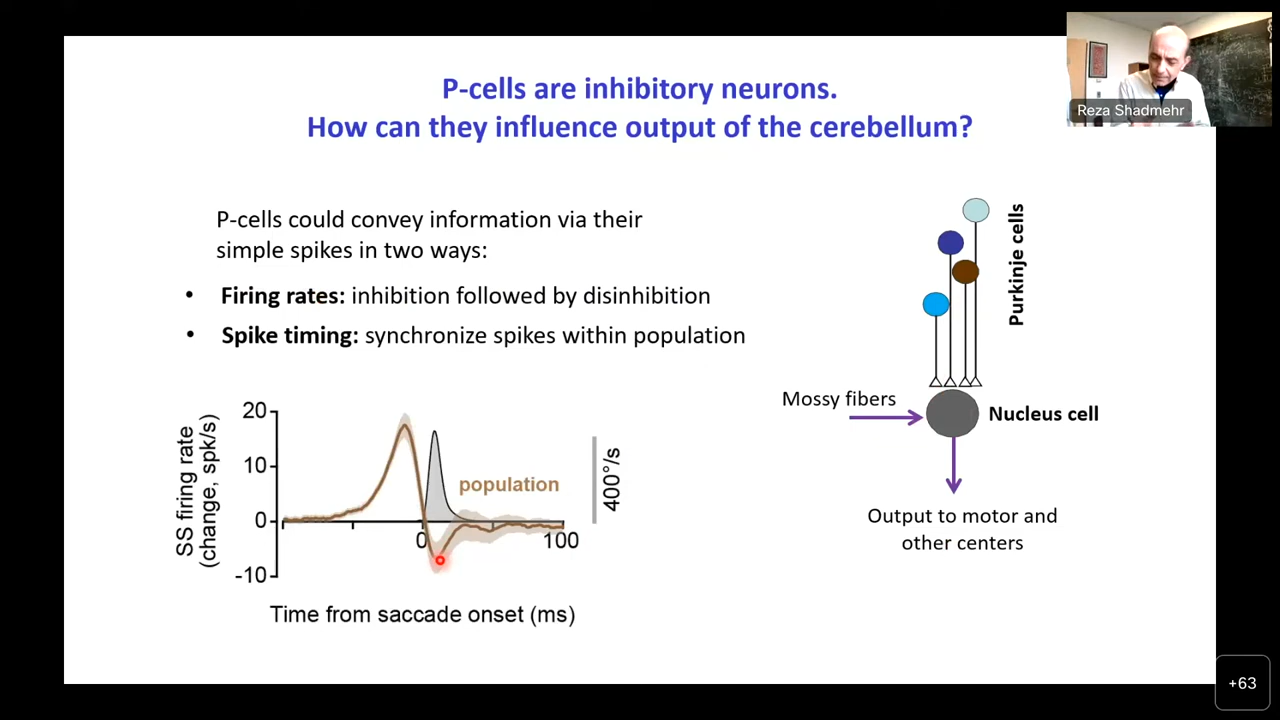 P-cells are inhibitory neurons.
How can they influence output of the cerebellum?
Reza Shadmehr
P-cells could convey information via their
simple spikes in two ways:
• Firing rates: inhibition followed by disinhibition
• Spike timing: synchronize spikes within population
Purkinje cells
Mossy fibers
Nucleus cell
Output to motor and
other centers
SS firing rate
(change, spk/s)
20
10
0
-10
population
400°/s
0
100
Time from saccade onset (ms)
+63